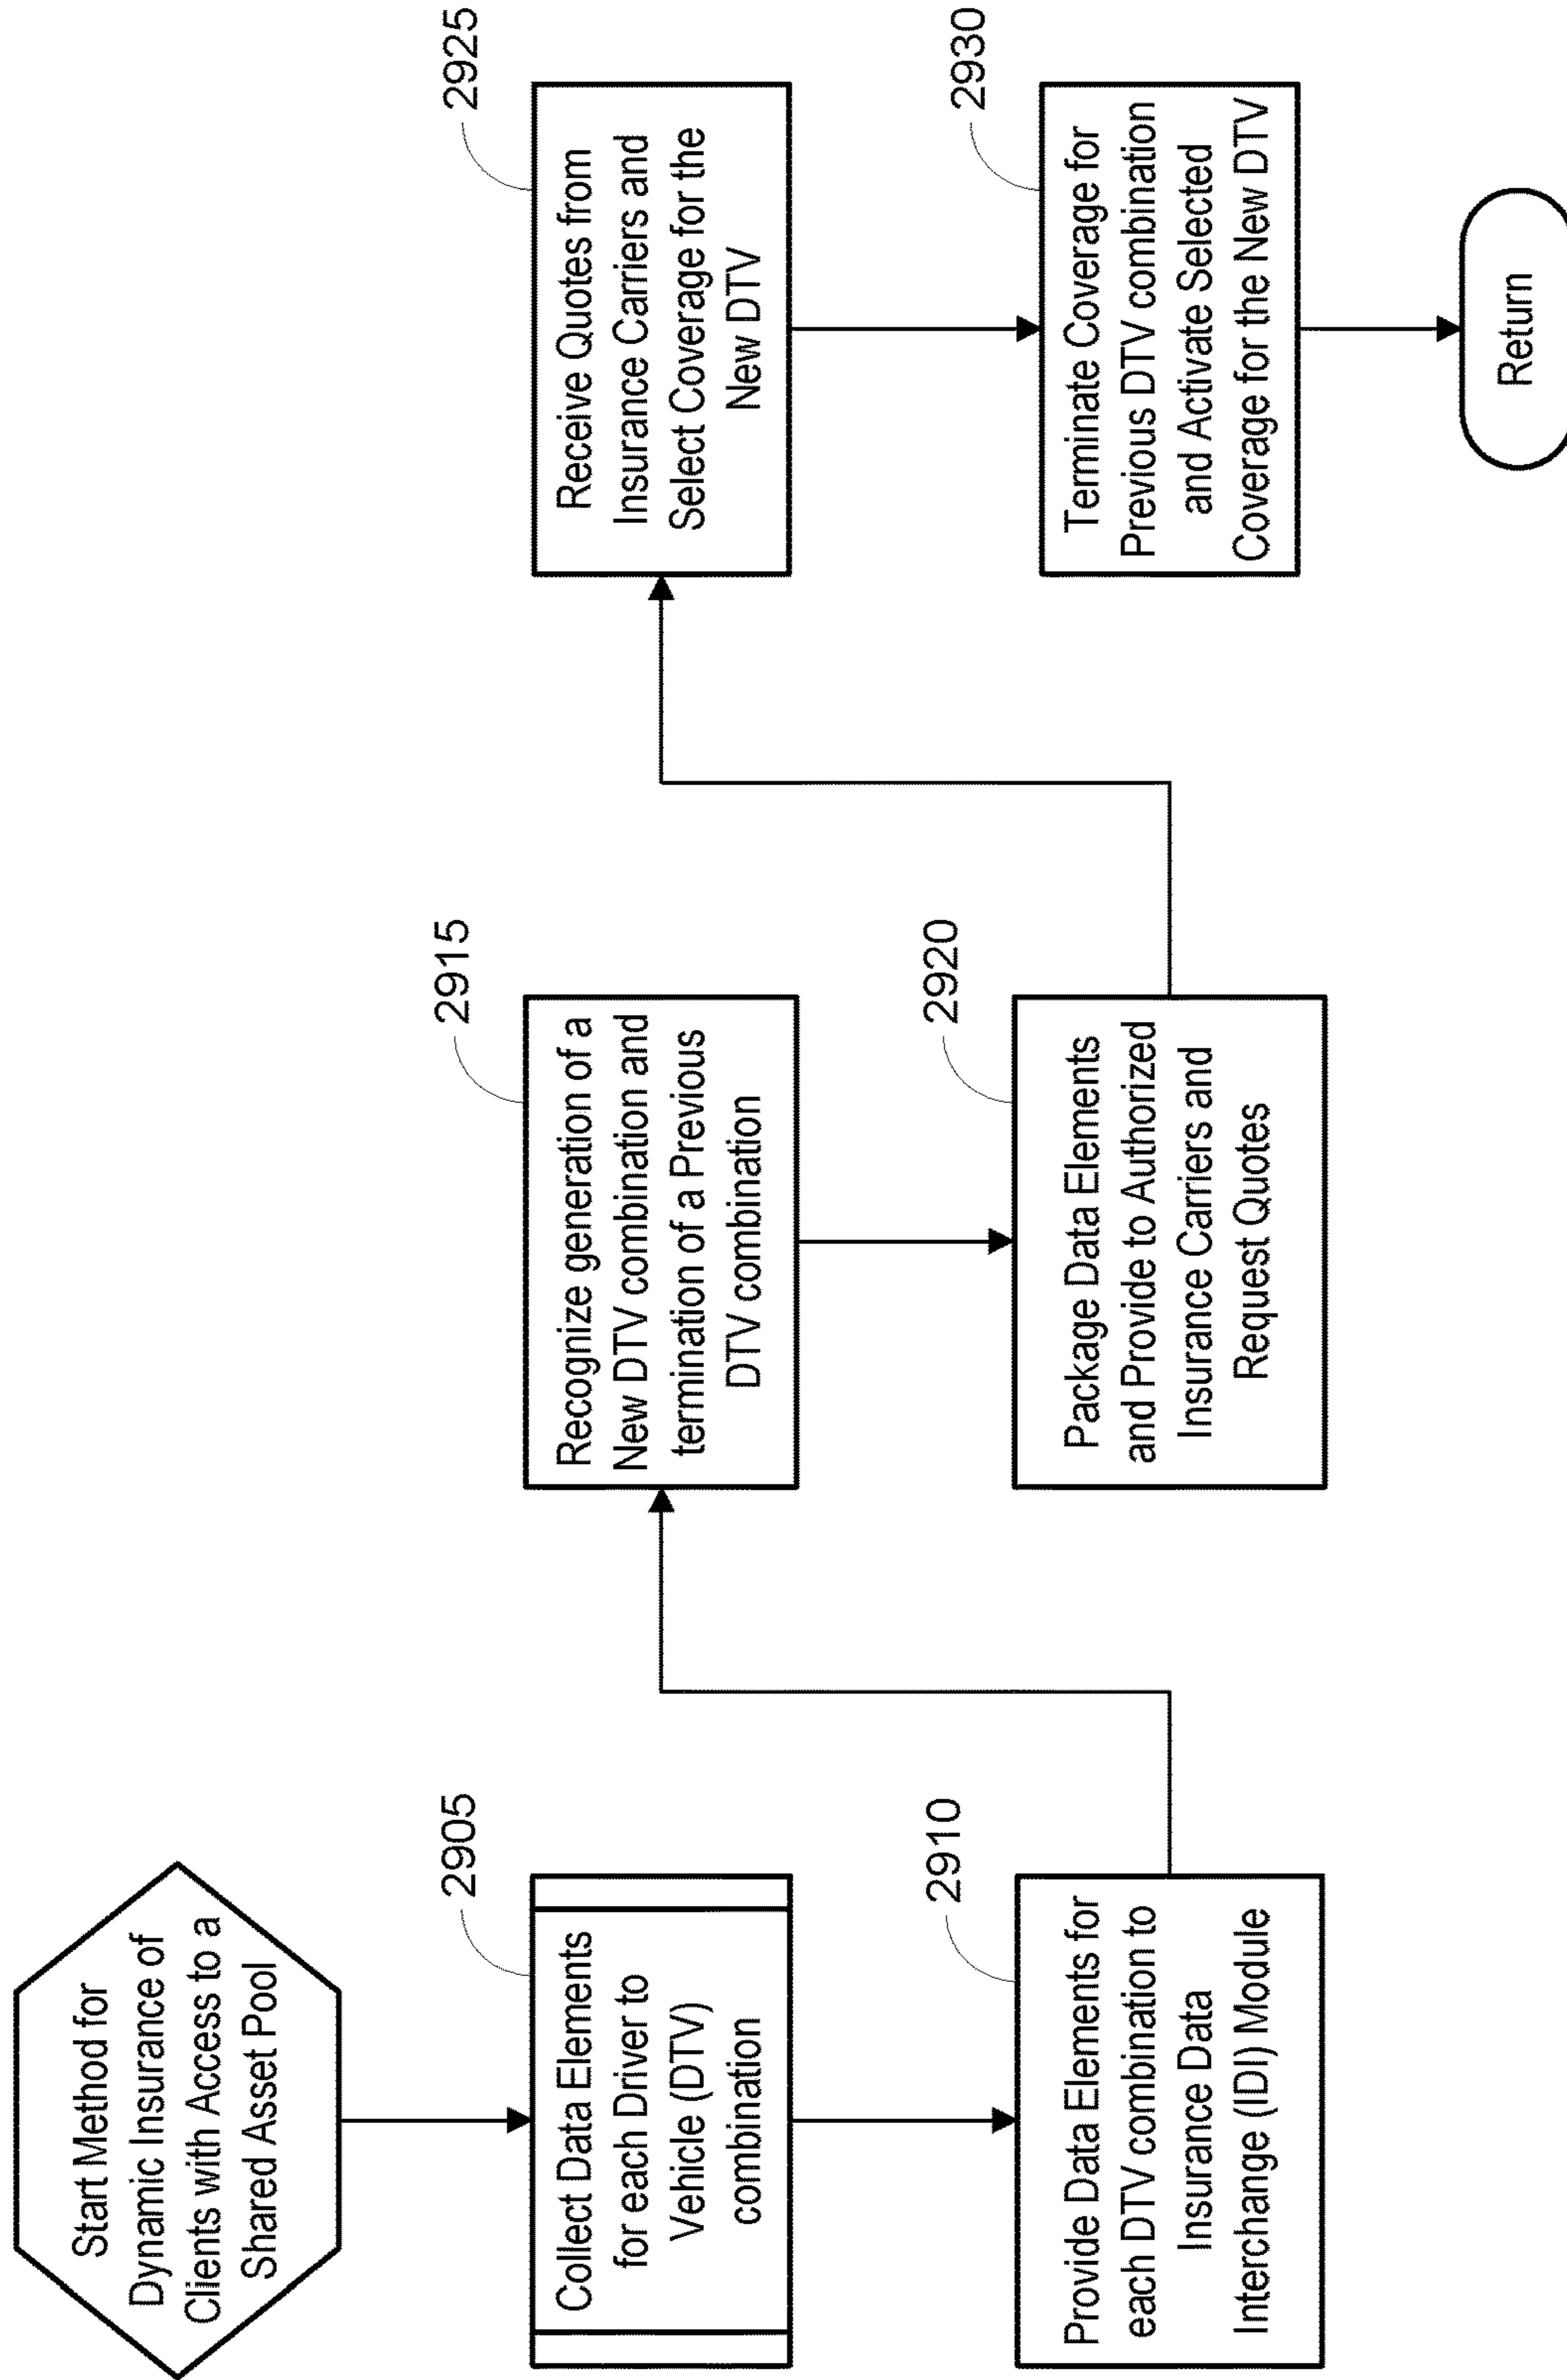 Start Method for
Dynamic Insurance of
Clients with Access to a
Shared Asset Pool
2905
Collect Data Elements
for each Driver to
Vehicle (DTV)
combination
2910
Provide Data Elements for
each DTV combination to
Insurance Data
Interchange (IDI) Module
2915
Recognize generation of a
New DTV combination and
termination of a Previous
DTV combination
2920
Package Data Elements
and Provide to Authorized
Insurance Carriers and
Request Quotes
2925
Receive Quotes from
Insurance Carriers and
Select Coverage for the
New DTV
2930
Terminate Coverage for
Previous DTV combination
and Activate Selected
Coverage for the New DTV
Return